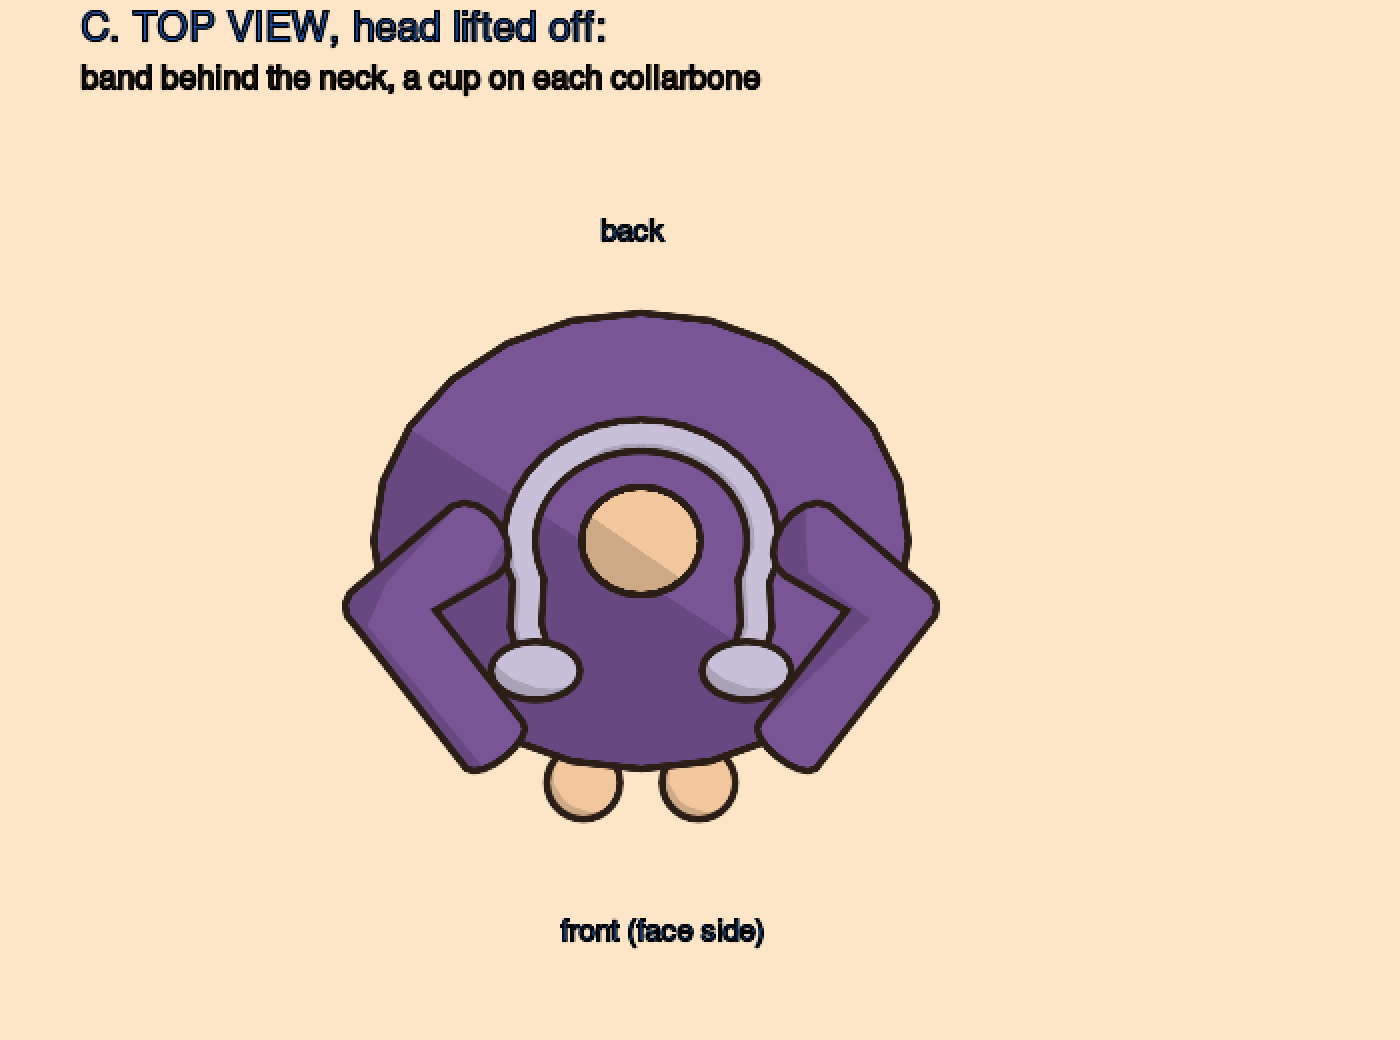 C. TOP VIEW, head lifted off:
band behind the neck, a cup on each collarbone
back
front (face side)